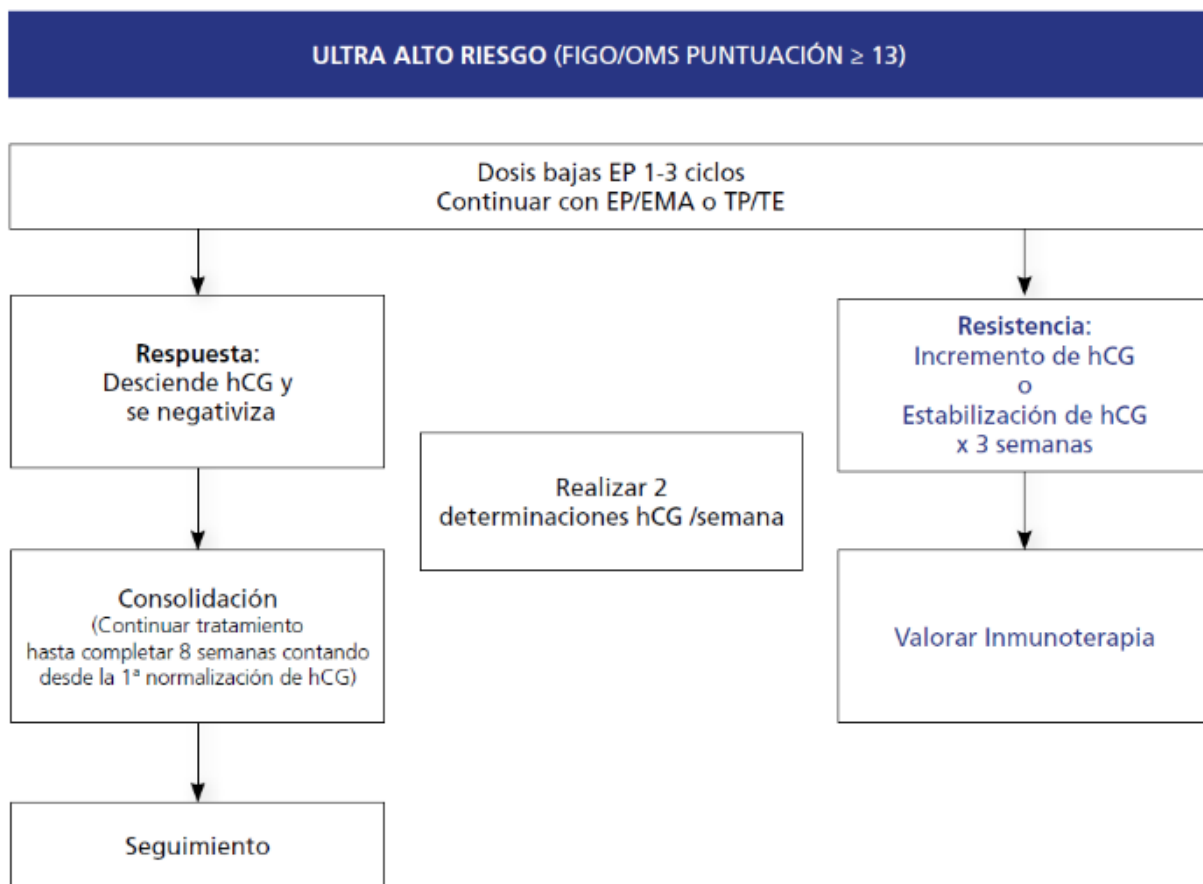 ULTRA ALTO RIESGO (FIGO/OMS PUNTUACIÓN ≥ 13)
Dosis bajas EP 1-3 ciclos
Continuar con EP/EMA o TP/TE
Respuesta:
Desciende hCG y
se negativiza
Resistencia:
Incremento de hCG
o
Estabilización de hCG
x 3 semanas
Realizar 2
determinaciones hCG /semana
Consolidación
(Continuar tratamiento
hasta completar 8 semanas contando
desde la 1ª normalización de hCG)
Valorar Inmunoterapia
Seguimiento